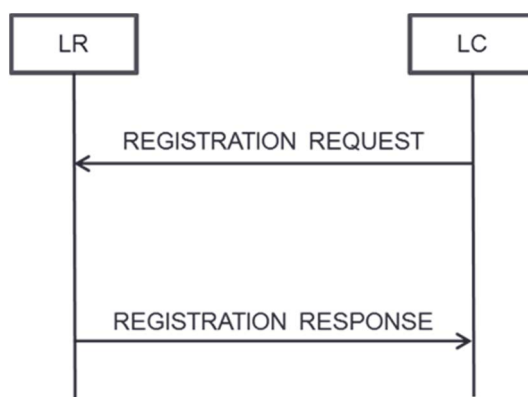 LR
LC
REGISTRATION REQUEST
REGISTRATION RESPONSE